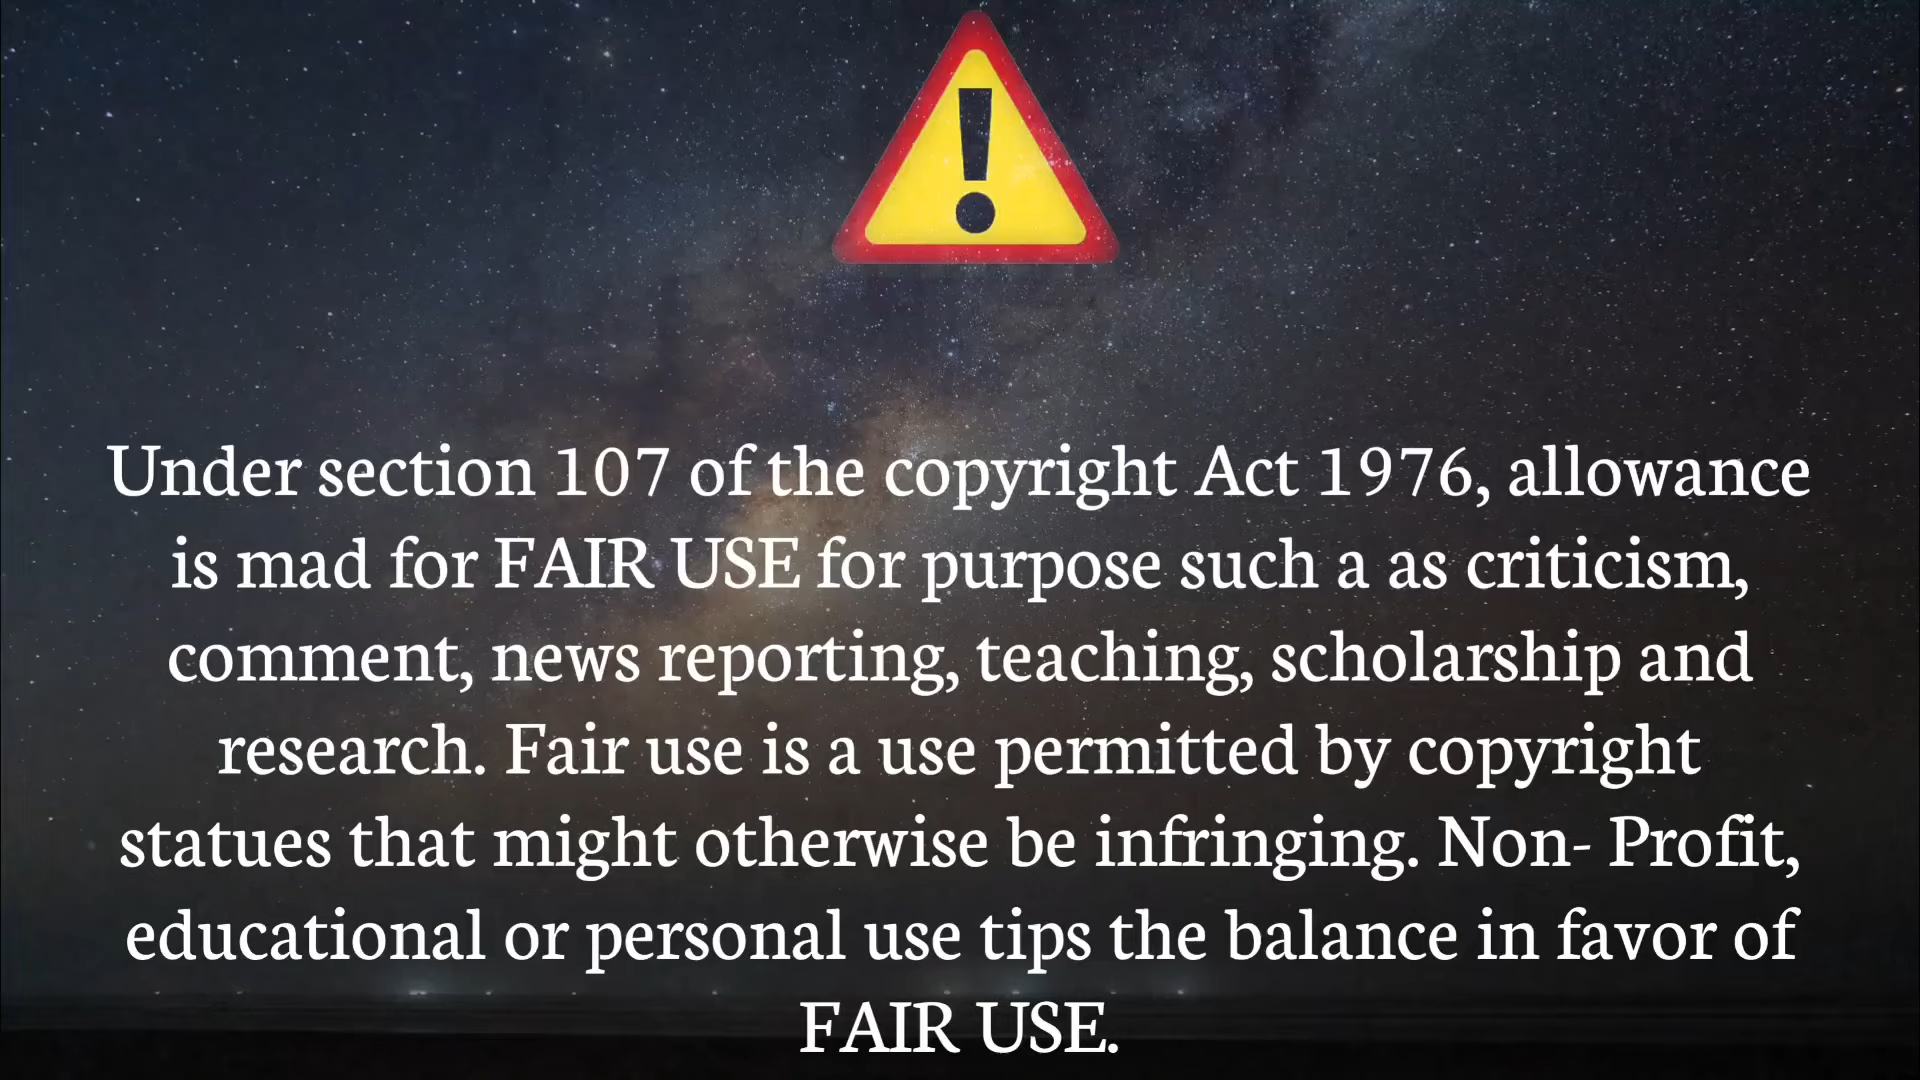 Under section 107 of the copyright Act 1976, allowance
is mad for FAIR USE for purpose such a as criticism,
comment, news reporting, teaching, scholarship and
research. Fair use is a use permitted by copyright
statues that might otherwise be infringing. Non- Profit,
educational or personal use tips the balance in favor of
FAIR USE.